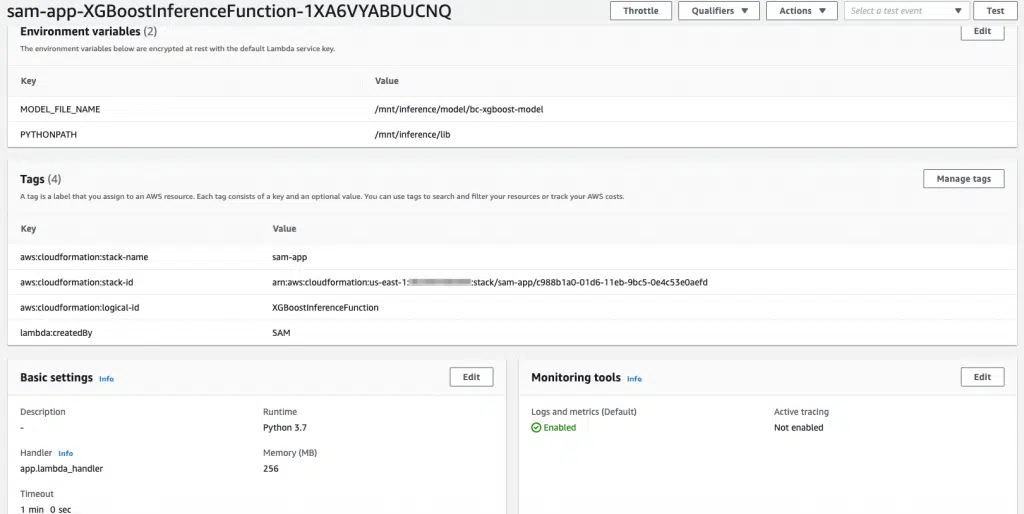 sam-app-XGBoostInferenceFunction-1XA6VYABDUCNQ
Throttle
Qualifiers
Actions
Select a test event
Test
Environment variables (2)
Edit
The environment variables below are encrypted at rest with the default Lambda service key.
Key Value
MODEL_FILE_NAME /mnt/inference/model/bc-xgboost-model
PYTHONPATH /mnt/inference/lib
Tags (4)
Manage tags
A tag is a label that you assign to an AWS resource. Each tag consists of a key and an optional value. You can use tags to search and filter your resources or track your AWS costs.
Key Value
aws:cloudformation:stack-name sam-app
aws:cloudformation:stack-id arn:aws:cloudformation:us-east-1: :stack/sam-app/c988b1a0-01d6-11eb-9bc5-0e4c53e0aefd
aws:cloudformation:logical-id XGBoostInferenceFunction
lambda:createdBy SAM
Basic settings Info
Edit
Description
-
Runtime
Python 3.7
Handler Info
app.lambda_handler
Memory (MB)
256
Timeout
1 min 0 sec
Monitoring tools Info
Edit
Logs and metrics (Default)
Enabled
Active tracing
Not enabled